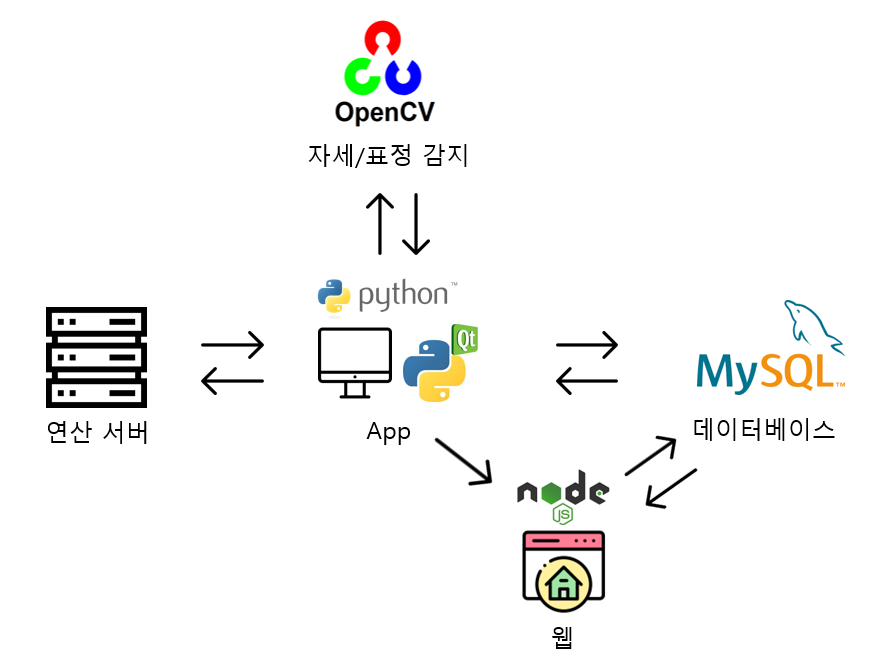 OpenCV
자세/표정 감지
python™
Qt
연산 서버
App
MySQL™
데이터베이스
node
JS
웹